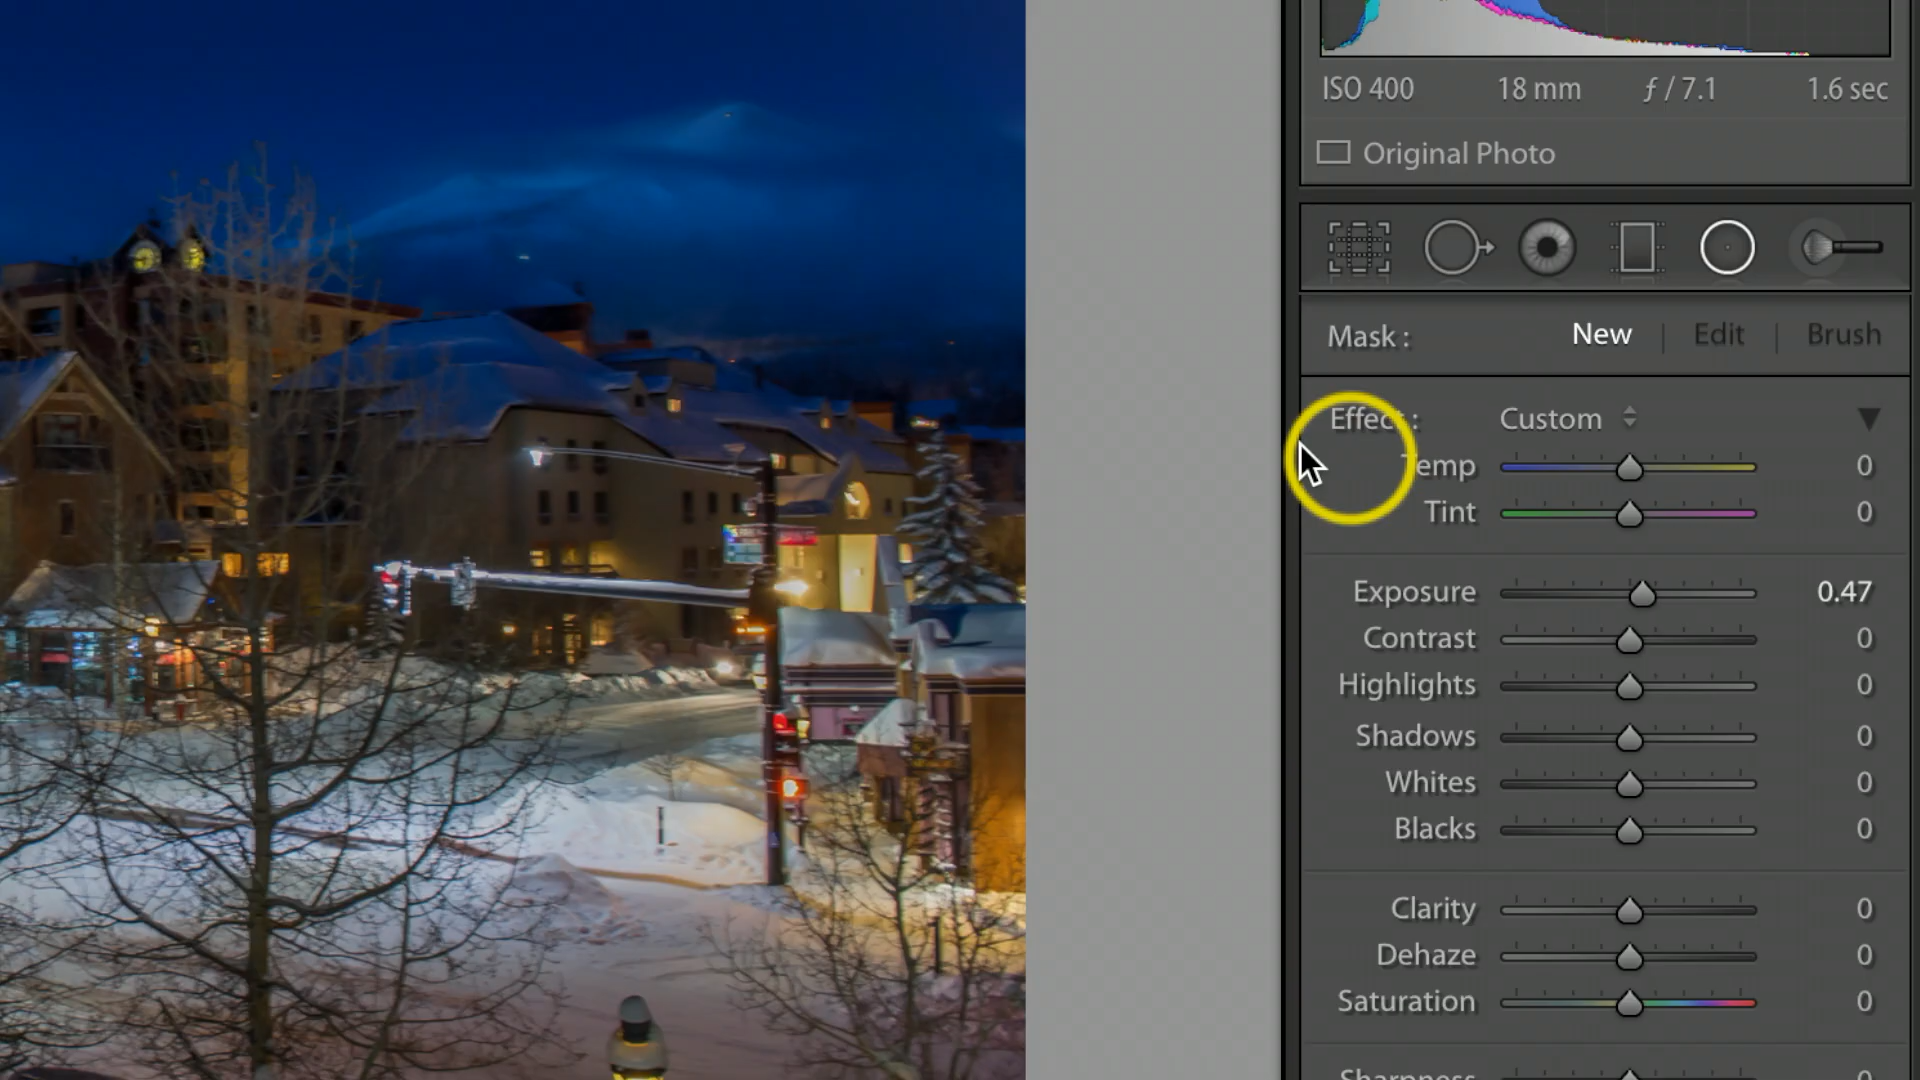 ISO 400 18 mm ƒ / 7.1 1.6 sec
Original Photo
Mask : New | Edit | Brush
Effect : Custom
Temp 0
Tint 0
Exposure 0.47
Contrast 0
Highlights 0
Shadows 0
Whites 0
Blacks 0
Clarity 0
Dehaze 0
Saturation 0
Sharpness 0